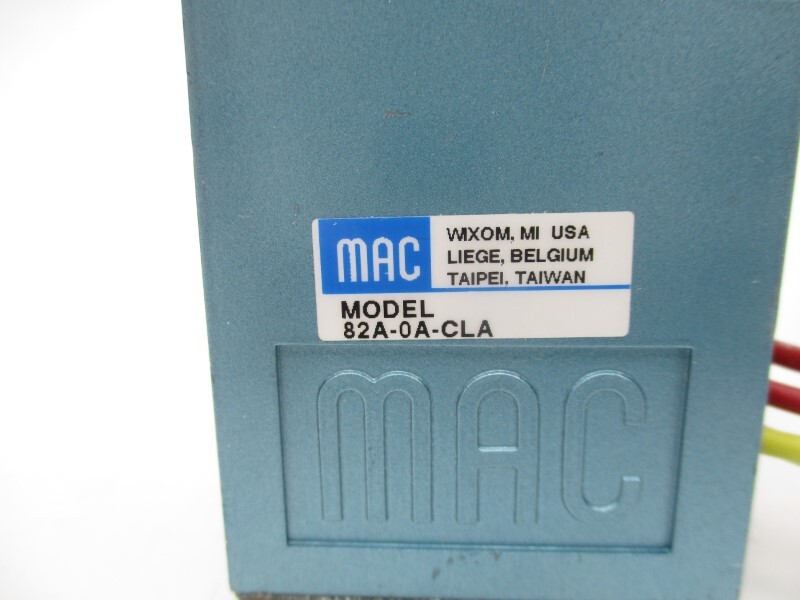 MAC
WIXOM, MI USA
LIEGE, BELGIUM
TAIPEI, TAIWAN
MODEL
82A-0A-CLA
MAC